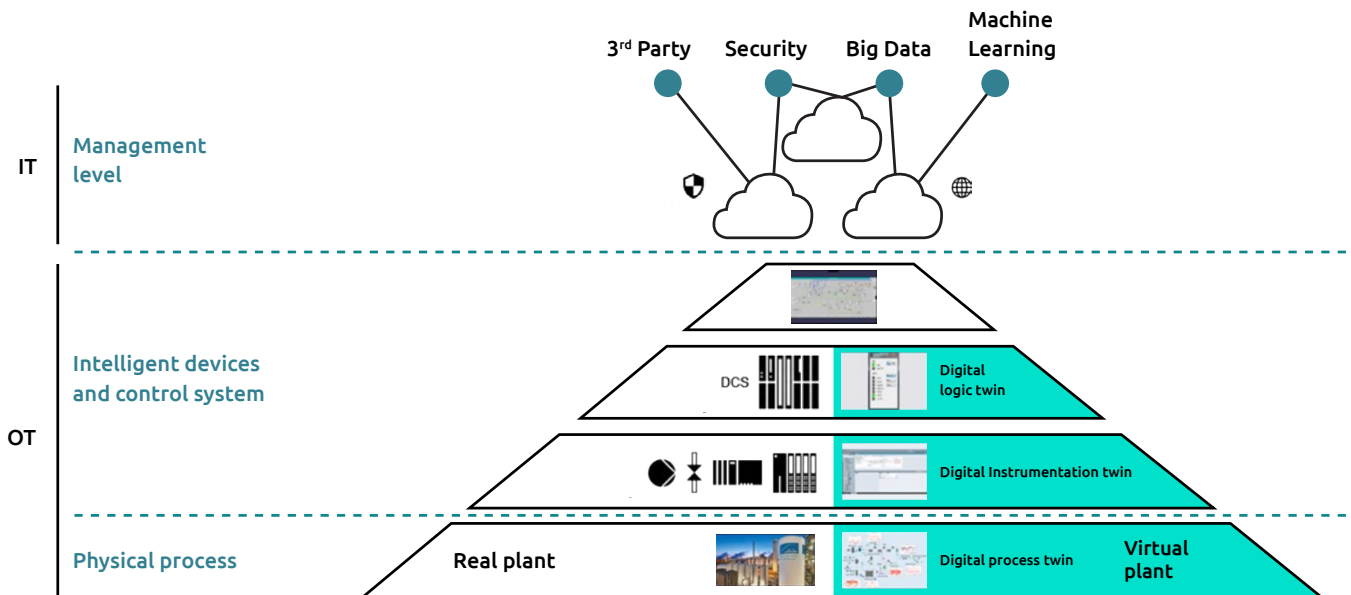 Machine
3rd Party Security Big Data Learning
Management
IT
level
Intelligent devices
and control system
DCS
Digital
logic twin
OT
Digital Instrumentation twin
Physical process
Real plant
Digital process twin
Virtual
plant